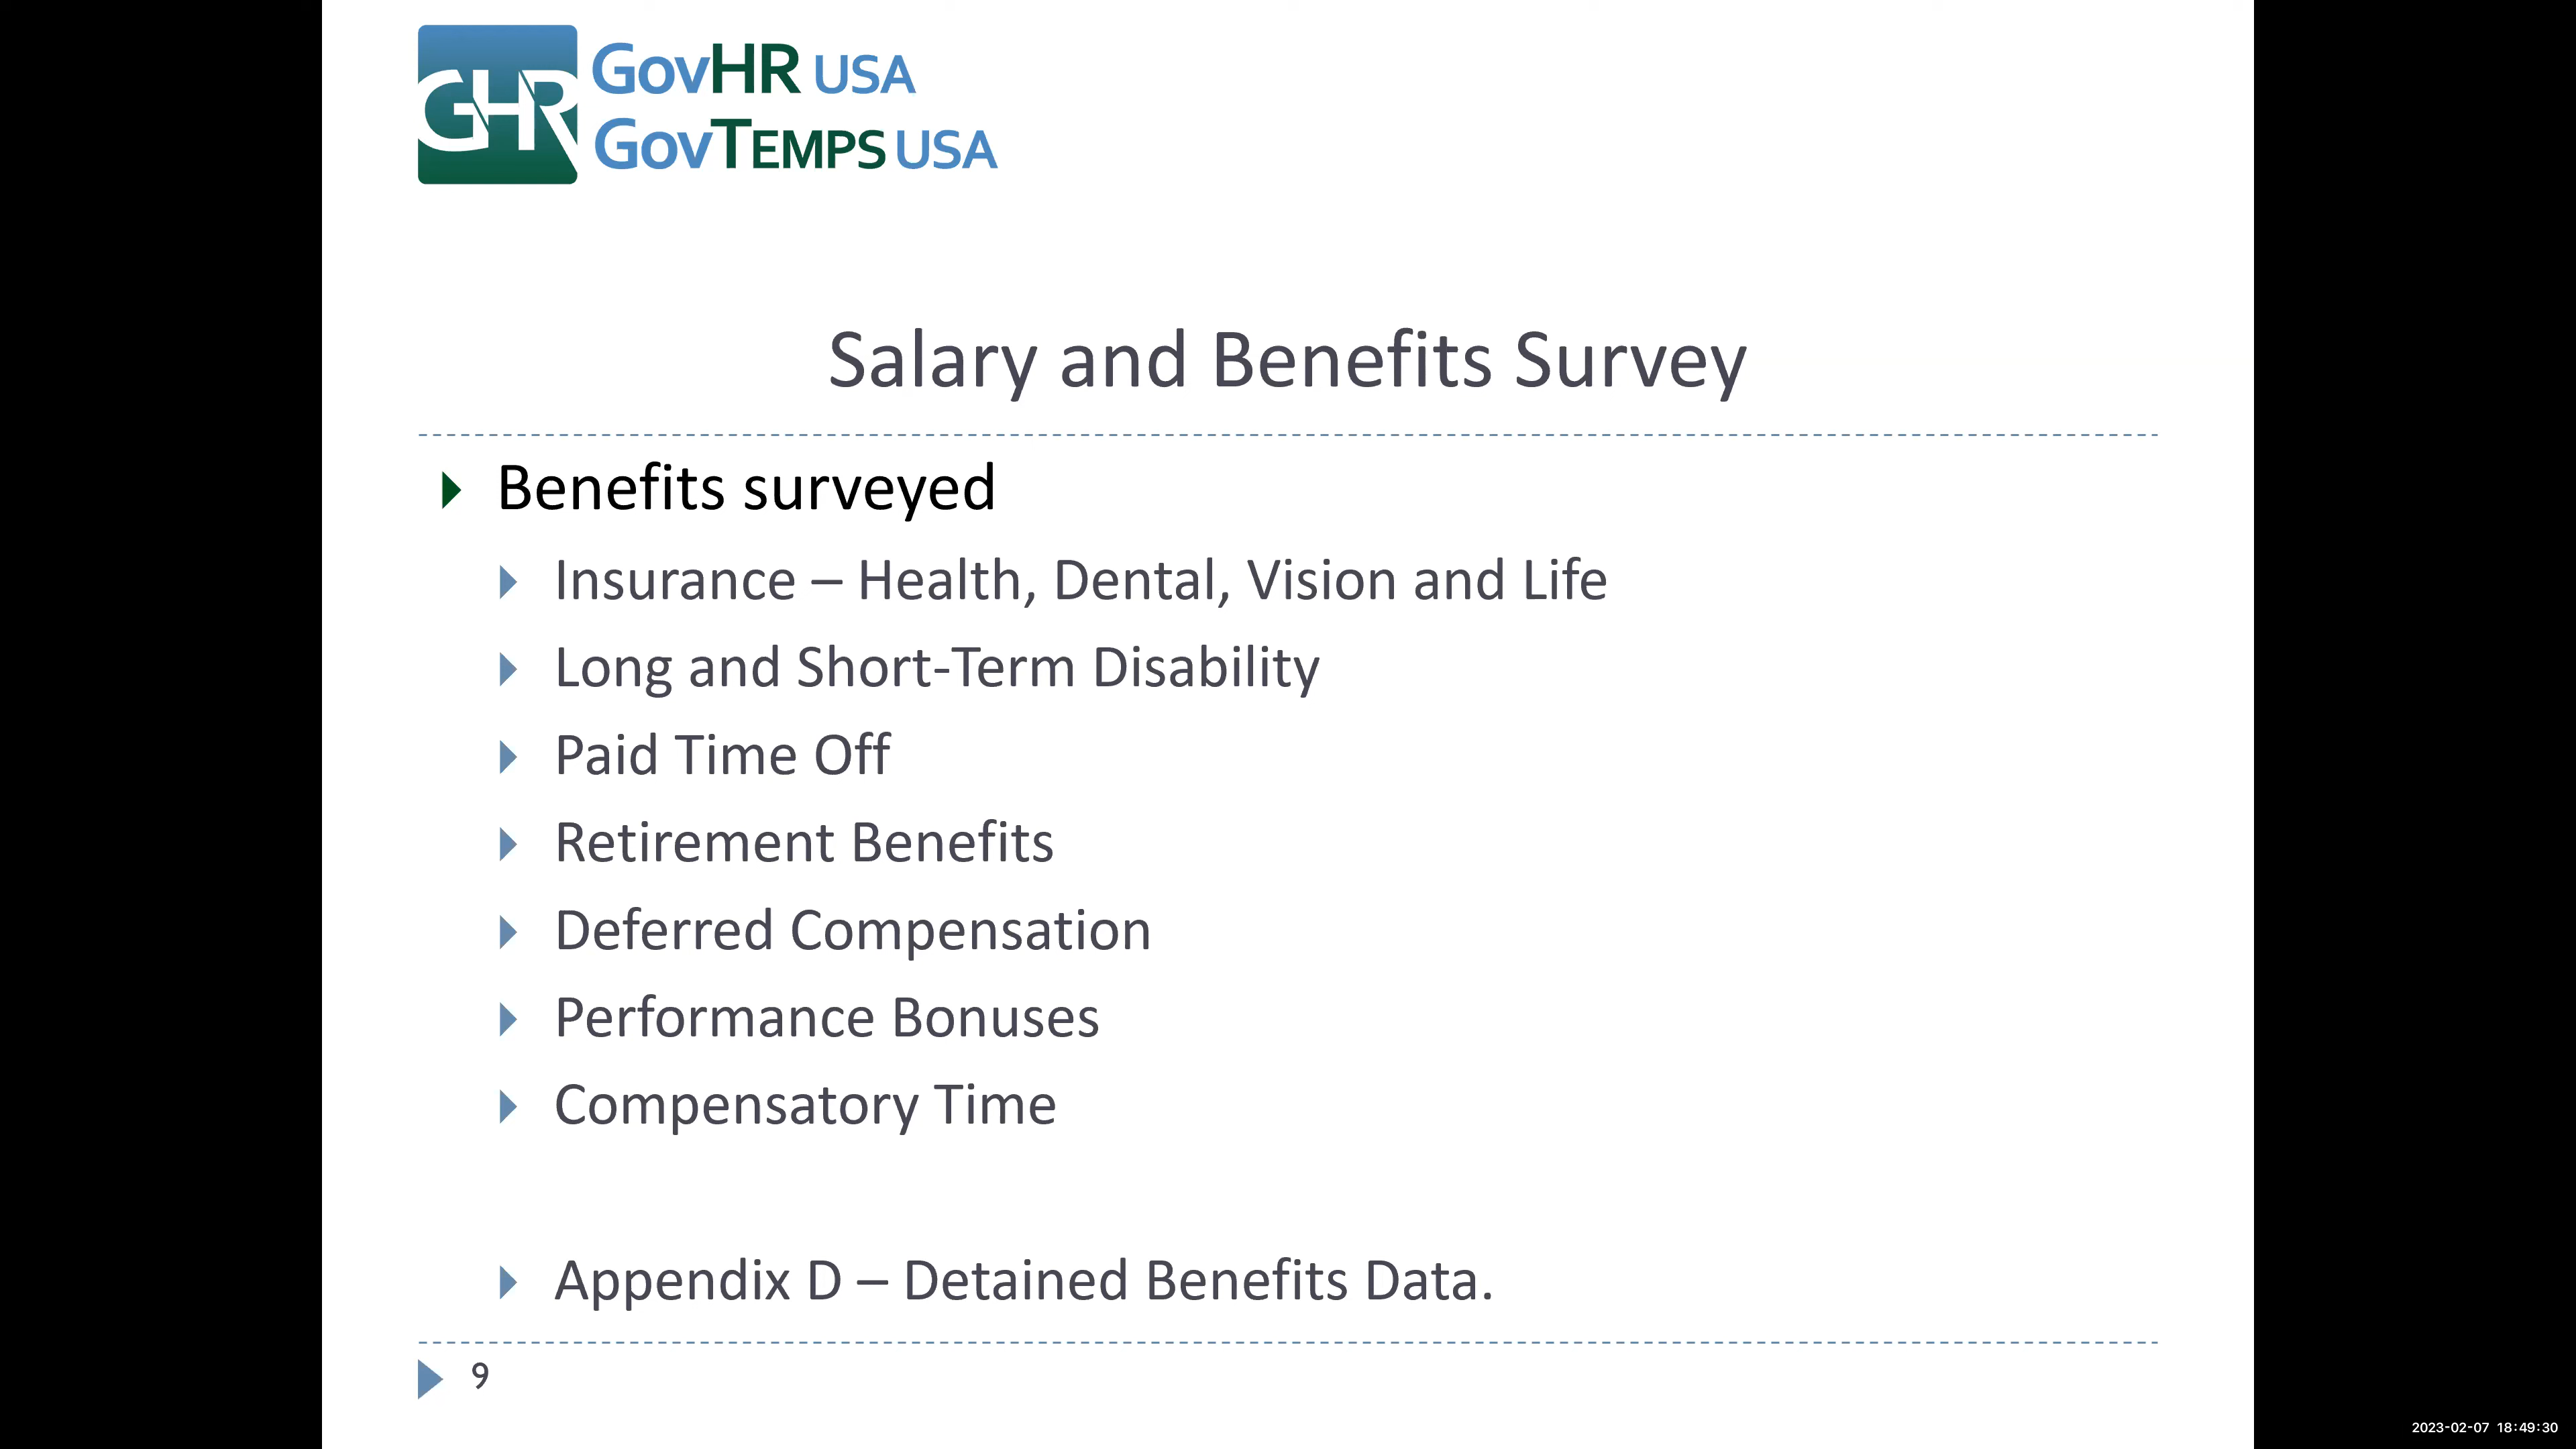 GHR
GovHR USA
GovTEMPS USA
Salary and Benefits Survey
Benefits surveyed
Insurance – Health, Dental, Vision and Life
Long and Short-Term Disability
Paid Time Off
Retirement Benefits
Deferred Compensation
Performance Bonuses
Compensatory Time
Appendix D – Detained Benefits Data.
9
2023-02-07 18:49:30